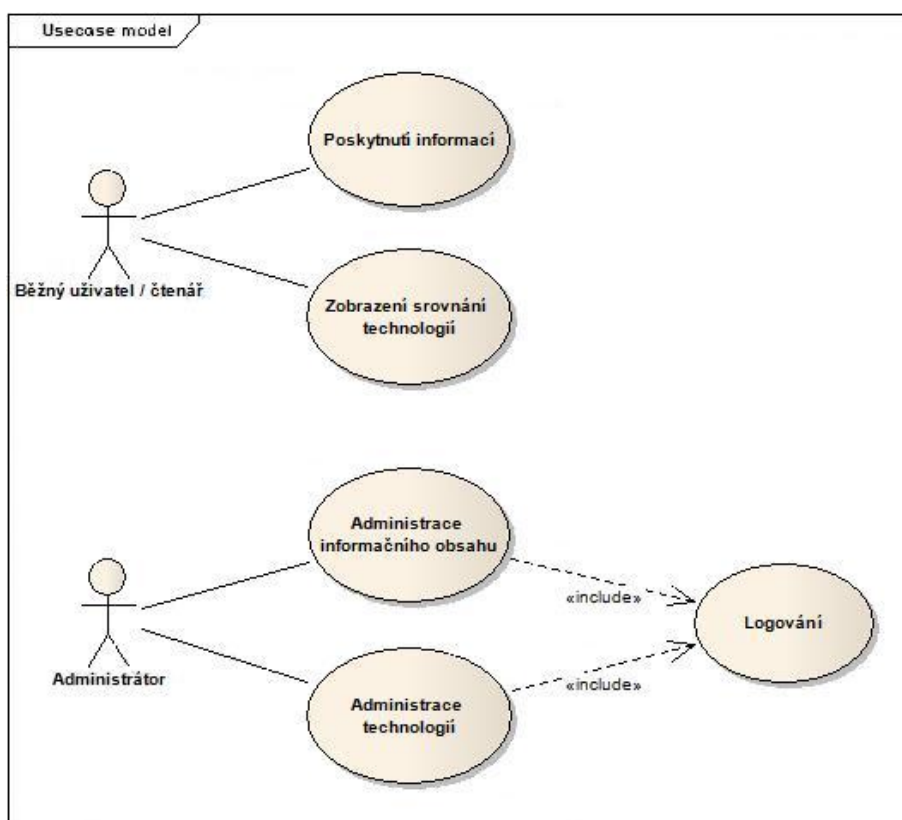 Usecase model
Poskytnutí informací
Běžný uživatel / čtenář
Zobrazení srovnání
technologií
Administrace
informačního obsahu
«include»
Logování
Administrátor
Administrace
technologií
«include»